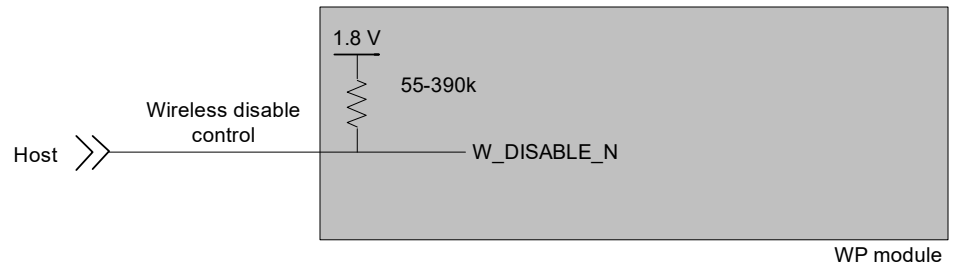 1.8 V
55-390k
Wireless disable
control
Host
W_DISABLE_N
WP module